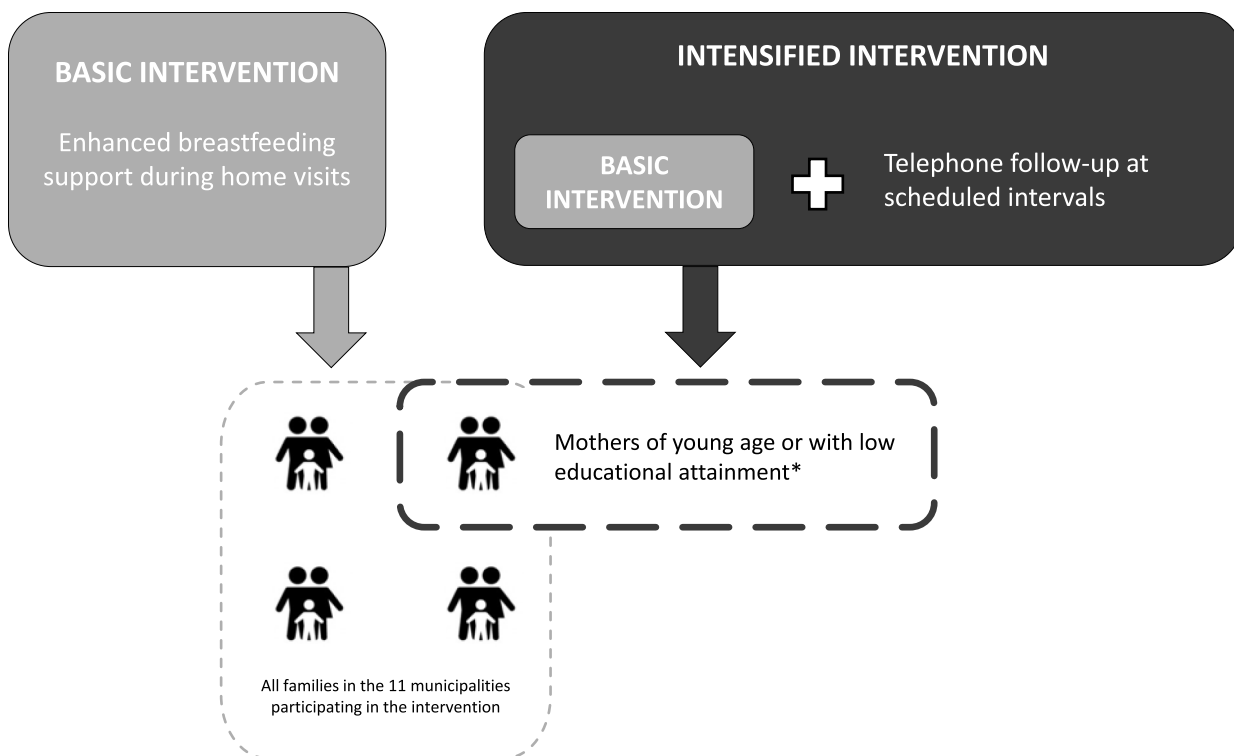 BASIC INTERVENTION
Enhanced breastfeeding
support during home visits
INTENSIFIED INTERVENTION
BASIC
INTERVENTION
Telephone follow-up at
scheduled intervals
Mothers of young age or with low
educational attainment*
All families in the 11 municipalities
participating in the intervention